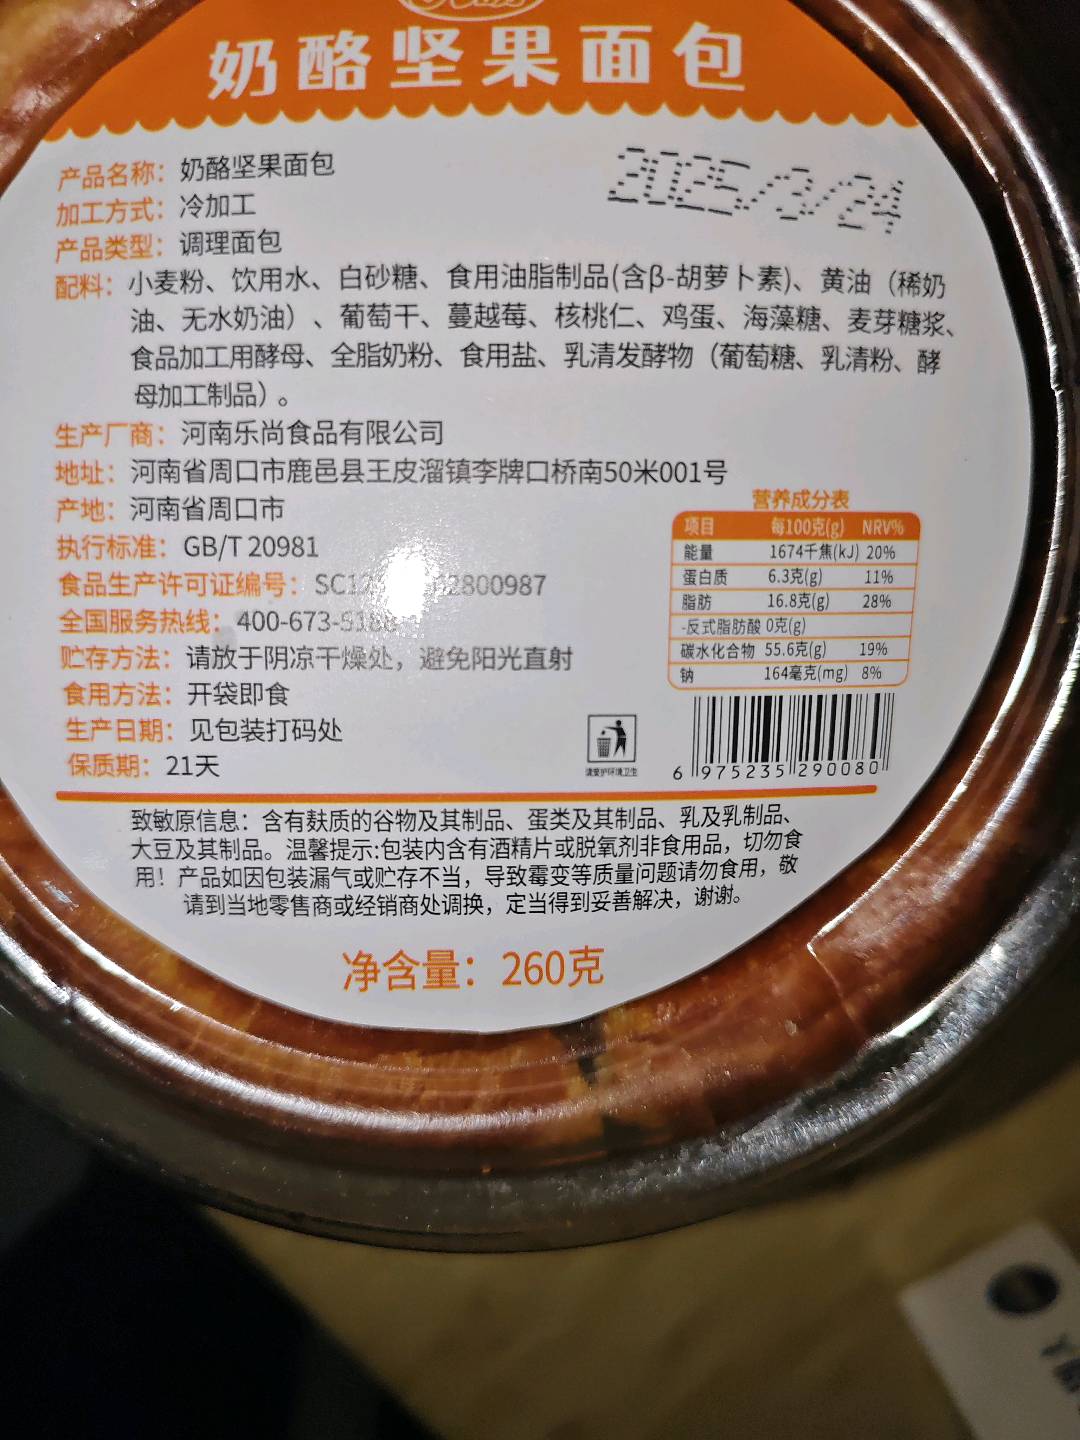 奶酪坚果面包
2025/3/24
产品名称：奶酪坚果面包
加工方式：冷加工
产品类型：调理面包
配料：小麦粉、饮用水、白砂糖、食用油脂制品(含β-胡萝卜素)、黄油（稀奶
油、无水奶油）、葡萄干、蔓越莓、核桃仁、鸡蛋、海藻糖、麦芽糖浆、
食品加工用酵母、全脂奶粉、食用盐、乳清发酵物（葡萄糖、乳清粉、酵
母加工制品）。
生产厂商：河南乐尚食品有限公司
地址：河南省周口市鹿邑县王皮溜镇李牌口桥南50米001号
产地：河南省周口市
执行标准：GB/T 20981
食品生产许可证编号：
全国服务热线：
贮存方法：请放于阴凉干燥处，避免阳光直射
食用方法：开袋即食
生产日期：见包装打码处
保质期：21天
营养成分表
项目 每100克(g) NRV%
能量 1674千焦(kJ) 20%
蛋白质 6.3克(g) 11%
脂肪 16.8克(g) 28%
-反式脂肪酸 0克(g)
碳水化合物 55.6克(g) 19%
钠 164毫克(mg) 8%
请爱护环境卫生
6 975235 290080
致敏原信息：含有麸质的谷物及其制品、蛋类及其制品、乳及乳制品、
大豆及其制品。温馨提示:包装内含有酒精片或脱氧剂非食用品，切勿食
用！产品如因包装漏气或贮存不当，导致霉变等质量问题请勿食用，敬
请到当地零售商或经销商处调换，定当得到妥善解决，谢谢。
净含量：260克